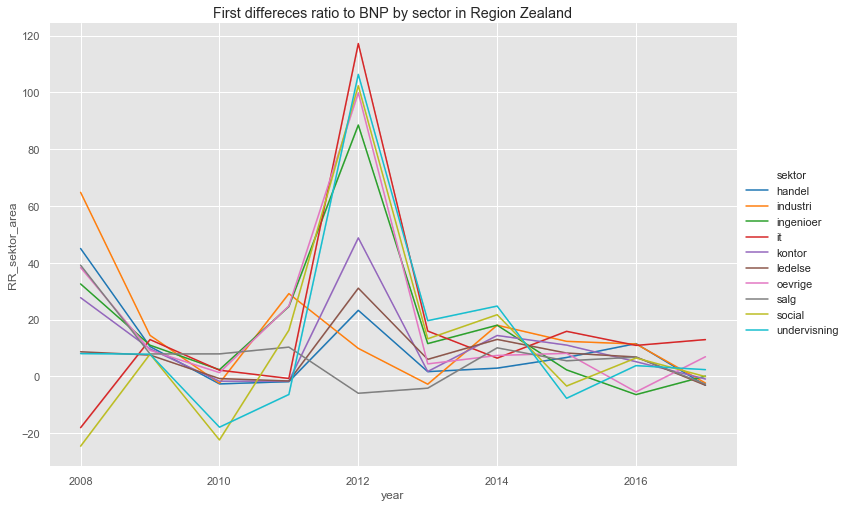 First differeces ratio to BNP by sector in Region Zealand
120
100
80
60
40
20
0
−20
RR_sektor_area
2008
2010
2012
2014
2016
year
sektor
handel
industri
ingenioer
it
kontor
ledelse
oevrige
salg
social
undervisning